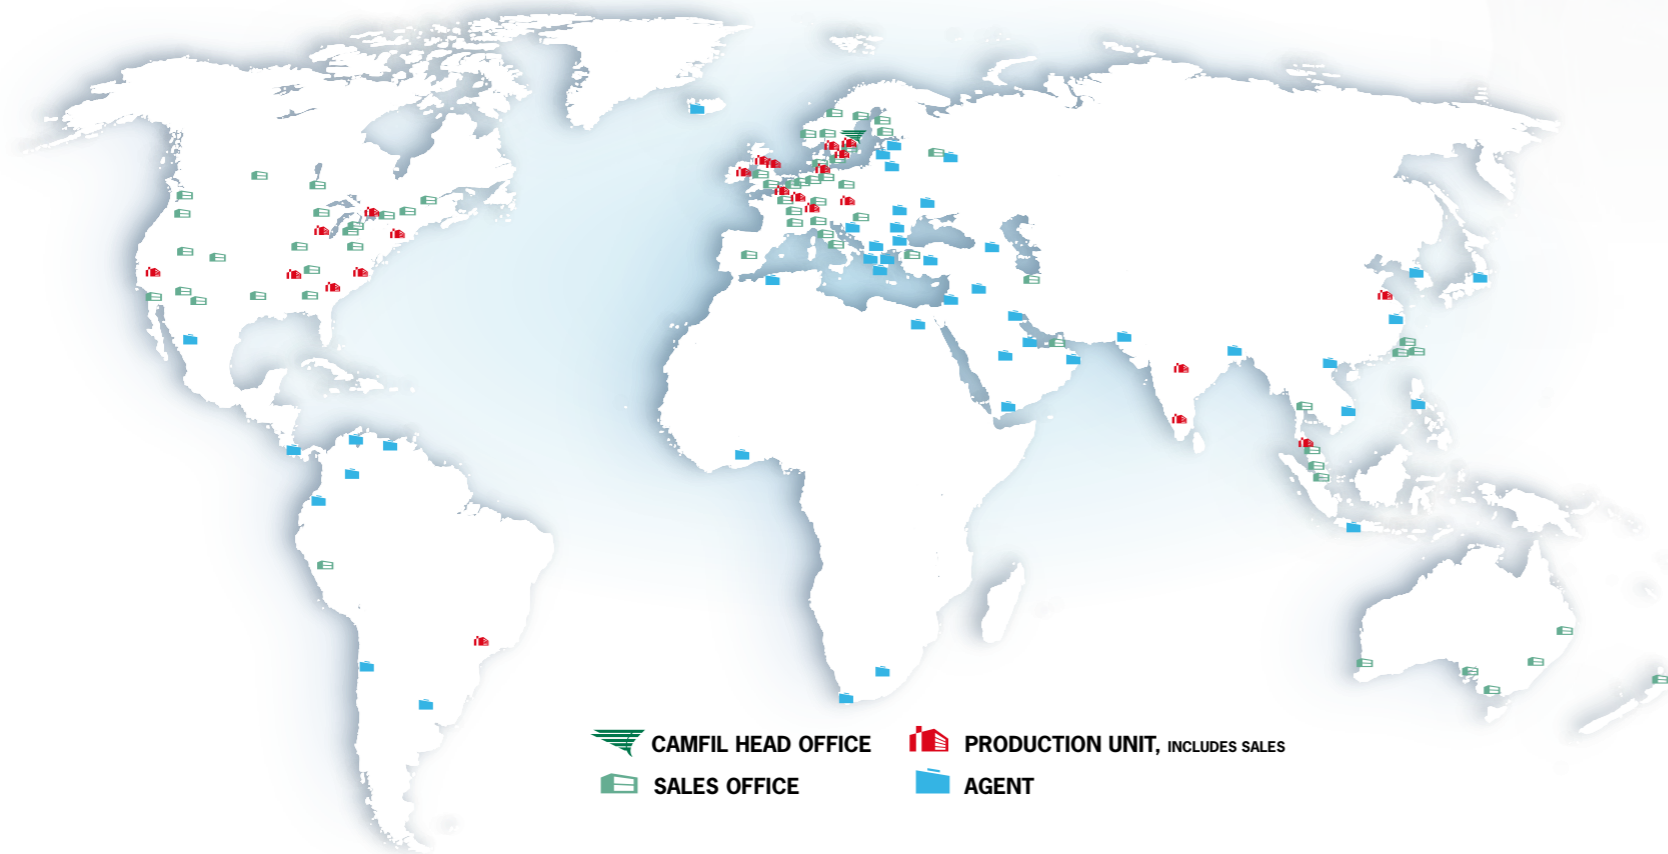 CAMFIL HEAD OFFICE
PRODUCTION UNIT, INCLUDES SALES
SALES OFFICE
AGENT